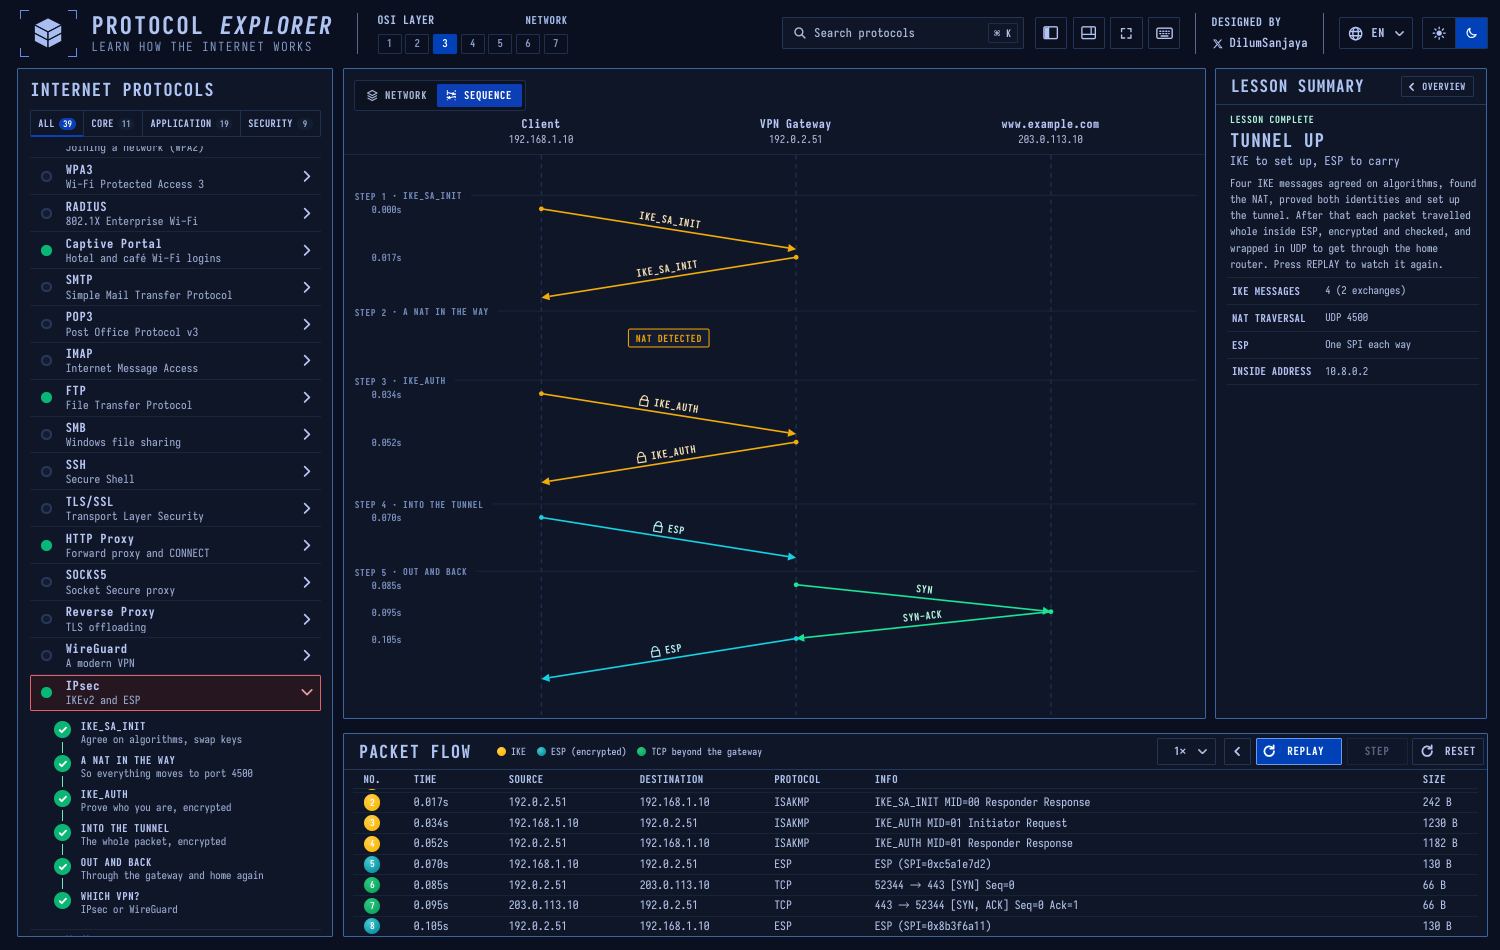 PROTOCOL EXPLORER
LEARN HOW THE INTERNET WORKS
OSI LAYER NETWORK
1 2 3 4 5 6 7
Search protocols ⌘ K
DESIGNED BY
DilumSanjaya
EN
INTERNET PROTOCOLS
ALL 39 CORE 11 APPLICATION 19 SECURITY 9
Joining a network (WPA2)
WPA3
Wi-Fi Protected Access 3
RADIUS
802.1X Enterprise Wi-Fi
Captive Portal
Hotel and café Wi-Fi logins
SMTP
Simple Mail Transfer Protocol
POP3
Post Office Protocol v3
IMAP
Internet Message Access
FTP
File Transfer Protocol
SMB
Windows file sharing
SSH
Secure Shell
TLS/SSL
Transport Layer Security
HTTP Proxy
Forward proxy and CONNECT
SOCKS5
Socket Secure proxy
Reverse Proxy
TLS offloading
WireGuard
A modern VPN
IPsec
IKEv2 and ESP
IKE_SA_INIT
Agree on algorithms, swap keys
A NAT IN THE WAY
So everything moves to port 4500
IKE_AUTH
Prove who you are, encrypted
INTO THE TUNNEL
The whole packet, encrypted
OUT AND BACK
Through the gateway and home again
WHICH VPN?
IPsec or WireGuard
NETWORK SEQUENCE
Client VPN Gateway www.example.com
192.168.1.10 192.0.2.51 203.0.113.10
STEP 1 · IKE_SA_INIT
0.000s
IKE_SA_INIT
0.017s
IKE_SA_INIT
STEP 2 · A NAT IN THE WAY
NAT DETECTED
STEP 3 · IKE_AUTH
0.034s
IKE_AUTH
0.052s
IKE_AUTH
STEP 4 · INTO THE TUNNEL
0.070s
ESP
STEP 5 · OUT AND BACK
0.085s
SYN
0.095s
SYN-ACK
0.105s
ESP
LESSON SUMMARY OVERVIEW
LESSON COMPLETE
TUNNEL UP
IKE to set up, ESP to carry
Four IKE messages agreed on algorithms, found
the NAT, proved both identities and set up
the tunnel. After that each packet travelled
whole inside ESP, encrypted and checked, and
wrapped in UDP to get through the home
router. Press REPLAY to watch it again.
IKE MESSAGES 4 (2 exchanges)
NAT TRAVERSAL UDP 4500
ESP One SPI each way
INSIDE ADDRESS 10.8.0.2
PACKET FLOW IKE ESP (encrypted) TCP beyond the gateway 1× REPLAY STEP RESET
NO. TIME SOURCE DESTINATION PROTOCOL INFO SIZE
2 0.017s 192.0.2.51 192.168.1.10 ISAKMP IKE_SA_INIT MID=00 Responder Response 242 B
3 0.034s 192.168.1.10 192.0.2.51 ISAKMP IKE_AUTH MID=01 Initiator Request 1230 B
4 0.052s 192.0.2.51 192.168.1.10 ISAKMP IKE_AUTH MID=01 Responder Response 1182 B
5 0.070s 192.168.1.10 192.0.2.51 ESP ESP (SPI=0xc5a1e7d2) 130 B
6 0.085s 192.0.2.51 203.0.113.10 TCP 52344 → 443 [SYN] Seq=0 66 B
7 0.095s 203.0.113.10 192.0.2.51 TCP 443 → 52344 [SYN, ACK] Seq=0 Ack=1 66 B
8 0.105s 192.0.2.51 192.168.1.10 ESP ESP (SPI=0x8b3f6a11) 130 B